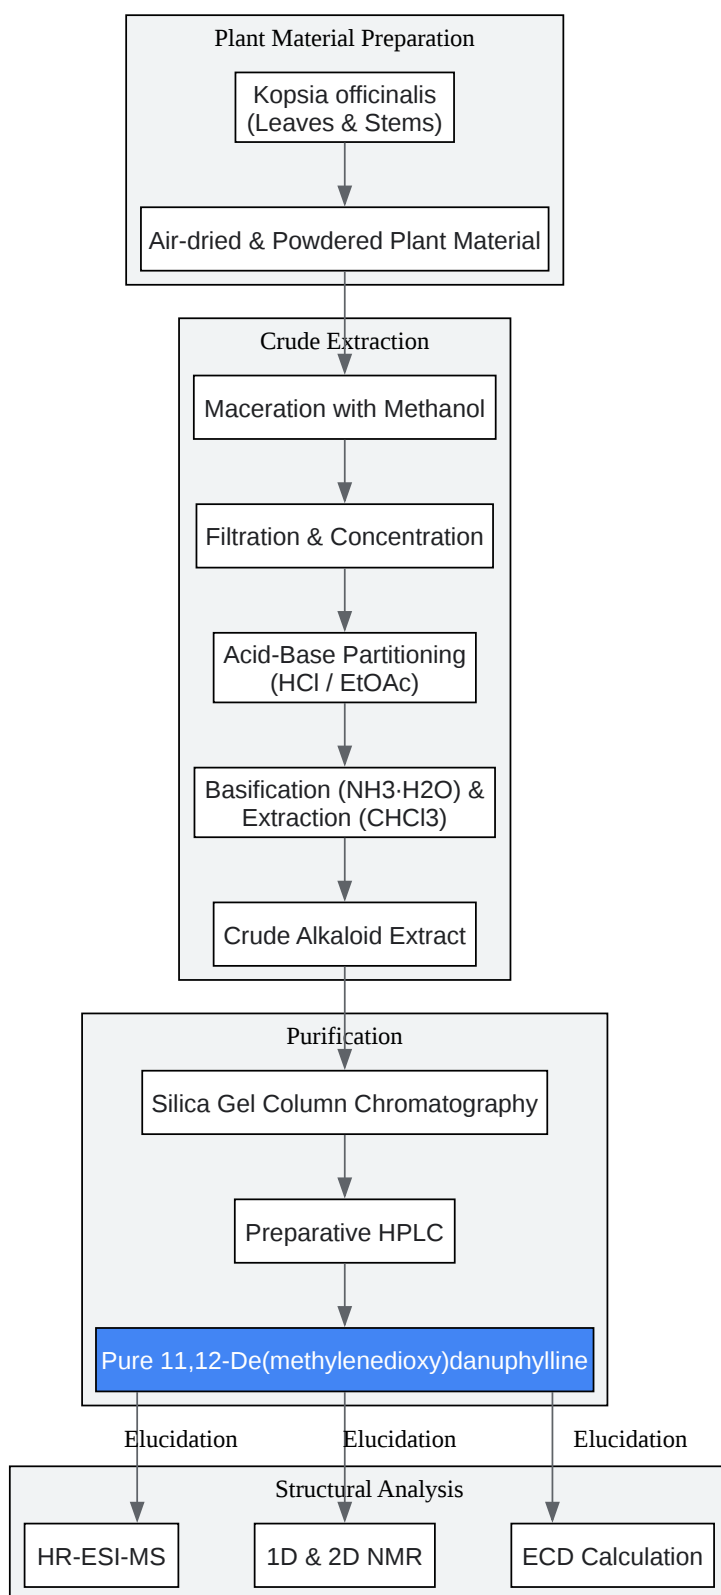 Plant Material Preparation
Kopsia officinalis
(Leaves & Stems)
Air-dried & Powdered Plant Material
Crude Extraction
Maceration with Methanol
Filtration & Concentration
Acid-Base Partitioning
(HCl / EtOAc)
Basification (NH3·H2O) &
Extraction (CHCl3)
Crude Alkaloid Extract
Purification
Silica Gel Column Chromatography
Preparative HPLC
Pure 11,12-De(methylenedioxy)danuphylline
Elucidation
Elucidation
Elucidation
Structural Analysis
HR-ESI-MS
1D & 2D NMR
ECD Calculation